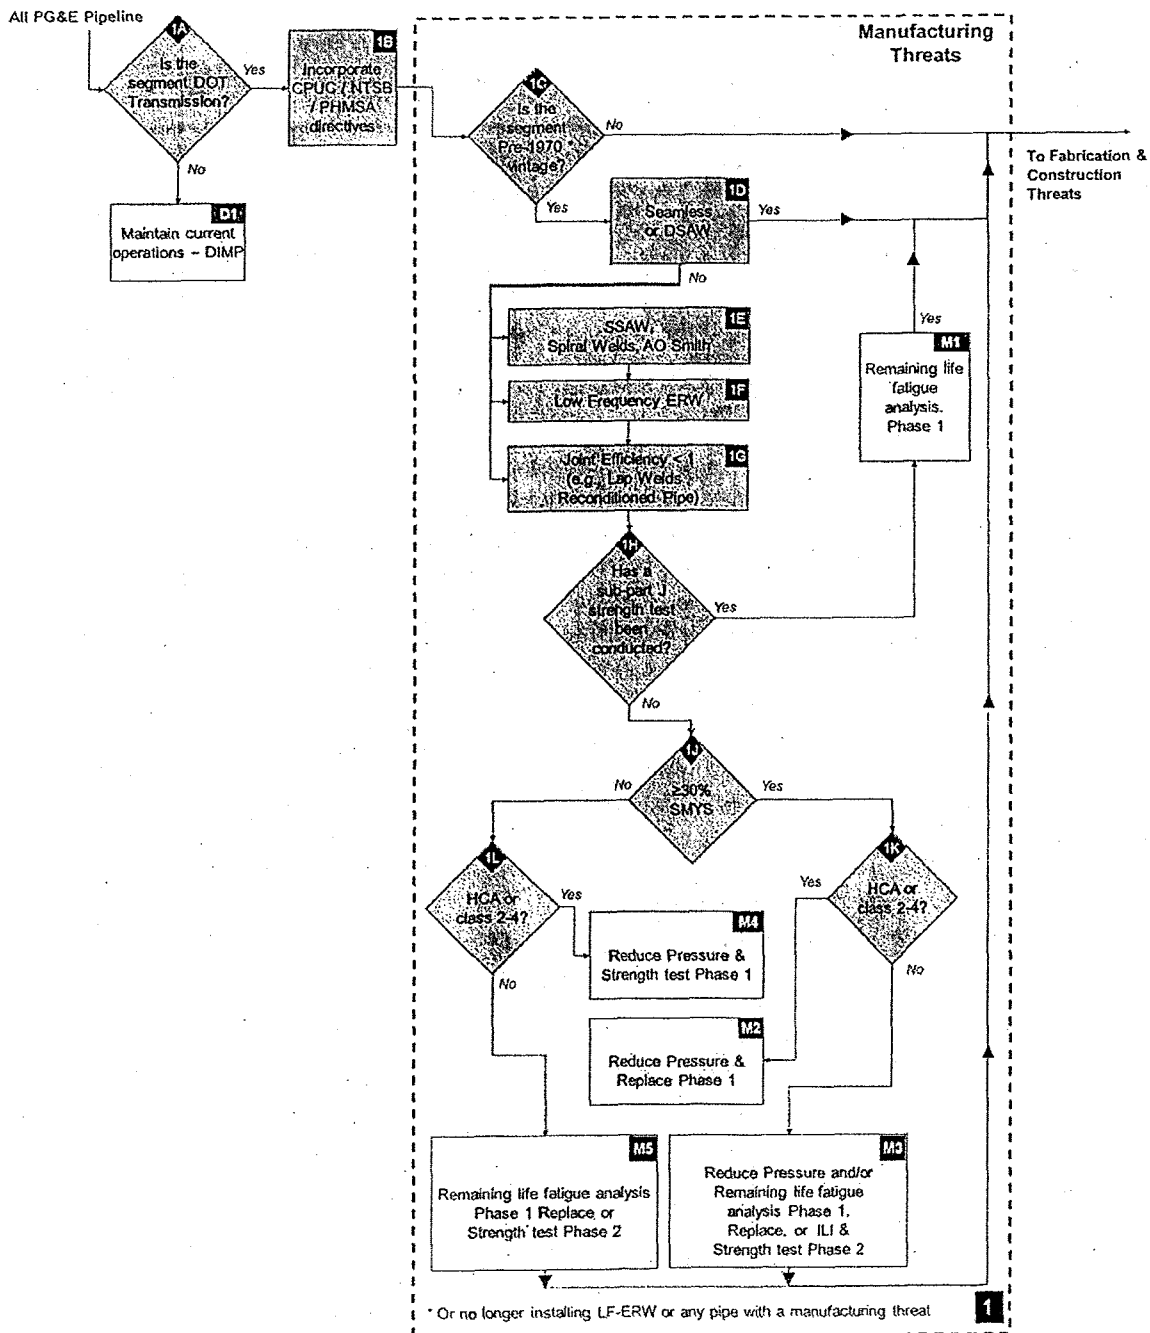 All PG&E Pipeline
1A
Is the
segment DOT
Transmission?
Yes
No
1B
Incorporate
CPUC / NTSB
/ PHMSA
directives
D1
Maintain current
operations – DIMP
Manufacturing
Threats
1C
Is the
segment
Pre-1970
vintage?*
No
Yes
To Fabrication &
Construction
Threats
1D
Seamless
or DSAW
Yes
No
1E
SSAW,
Spiral Welds, AO Smith
1F
Low Frequency ERW
1G
Joint Efficiency < 1
(e.g., Lap Welds
Reconditioned Pipe)
M1
Remaining life
fatigue
analysis.
Phase 1
Yes
1H
Has a
sub-part J
strength test
been
conducted?
Yes
No
1J
≥30%
SMYS
No
Yes
1L
HCA or
class 2-4?
Yes
No
1K
HCA or
class 2-4?
Yes
No
M4
Reduce Pressure &
Strength test Phase 1
M2
Reduce Pressure &
Replace Phase 1
M5
Remaining life fatigue analysis
Phase 1 Replace or
Strength test Phase 2
M3
Reduce Pressure and/or
Remaining life fatigue
analysis Phase 1,
Replace, or ILI &
Strength test Phase 2
* Or no longer installing LF-ERW or any pipe with a manufacturing threat
1